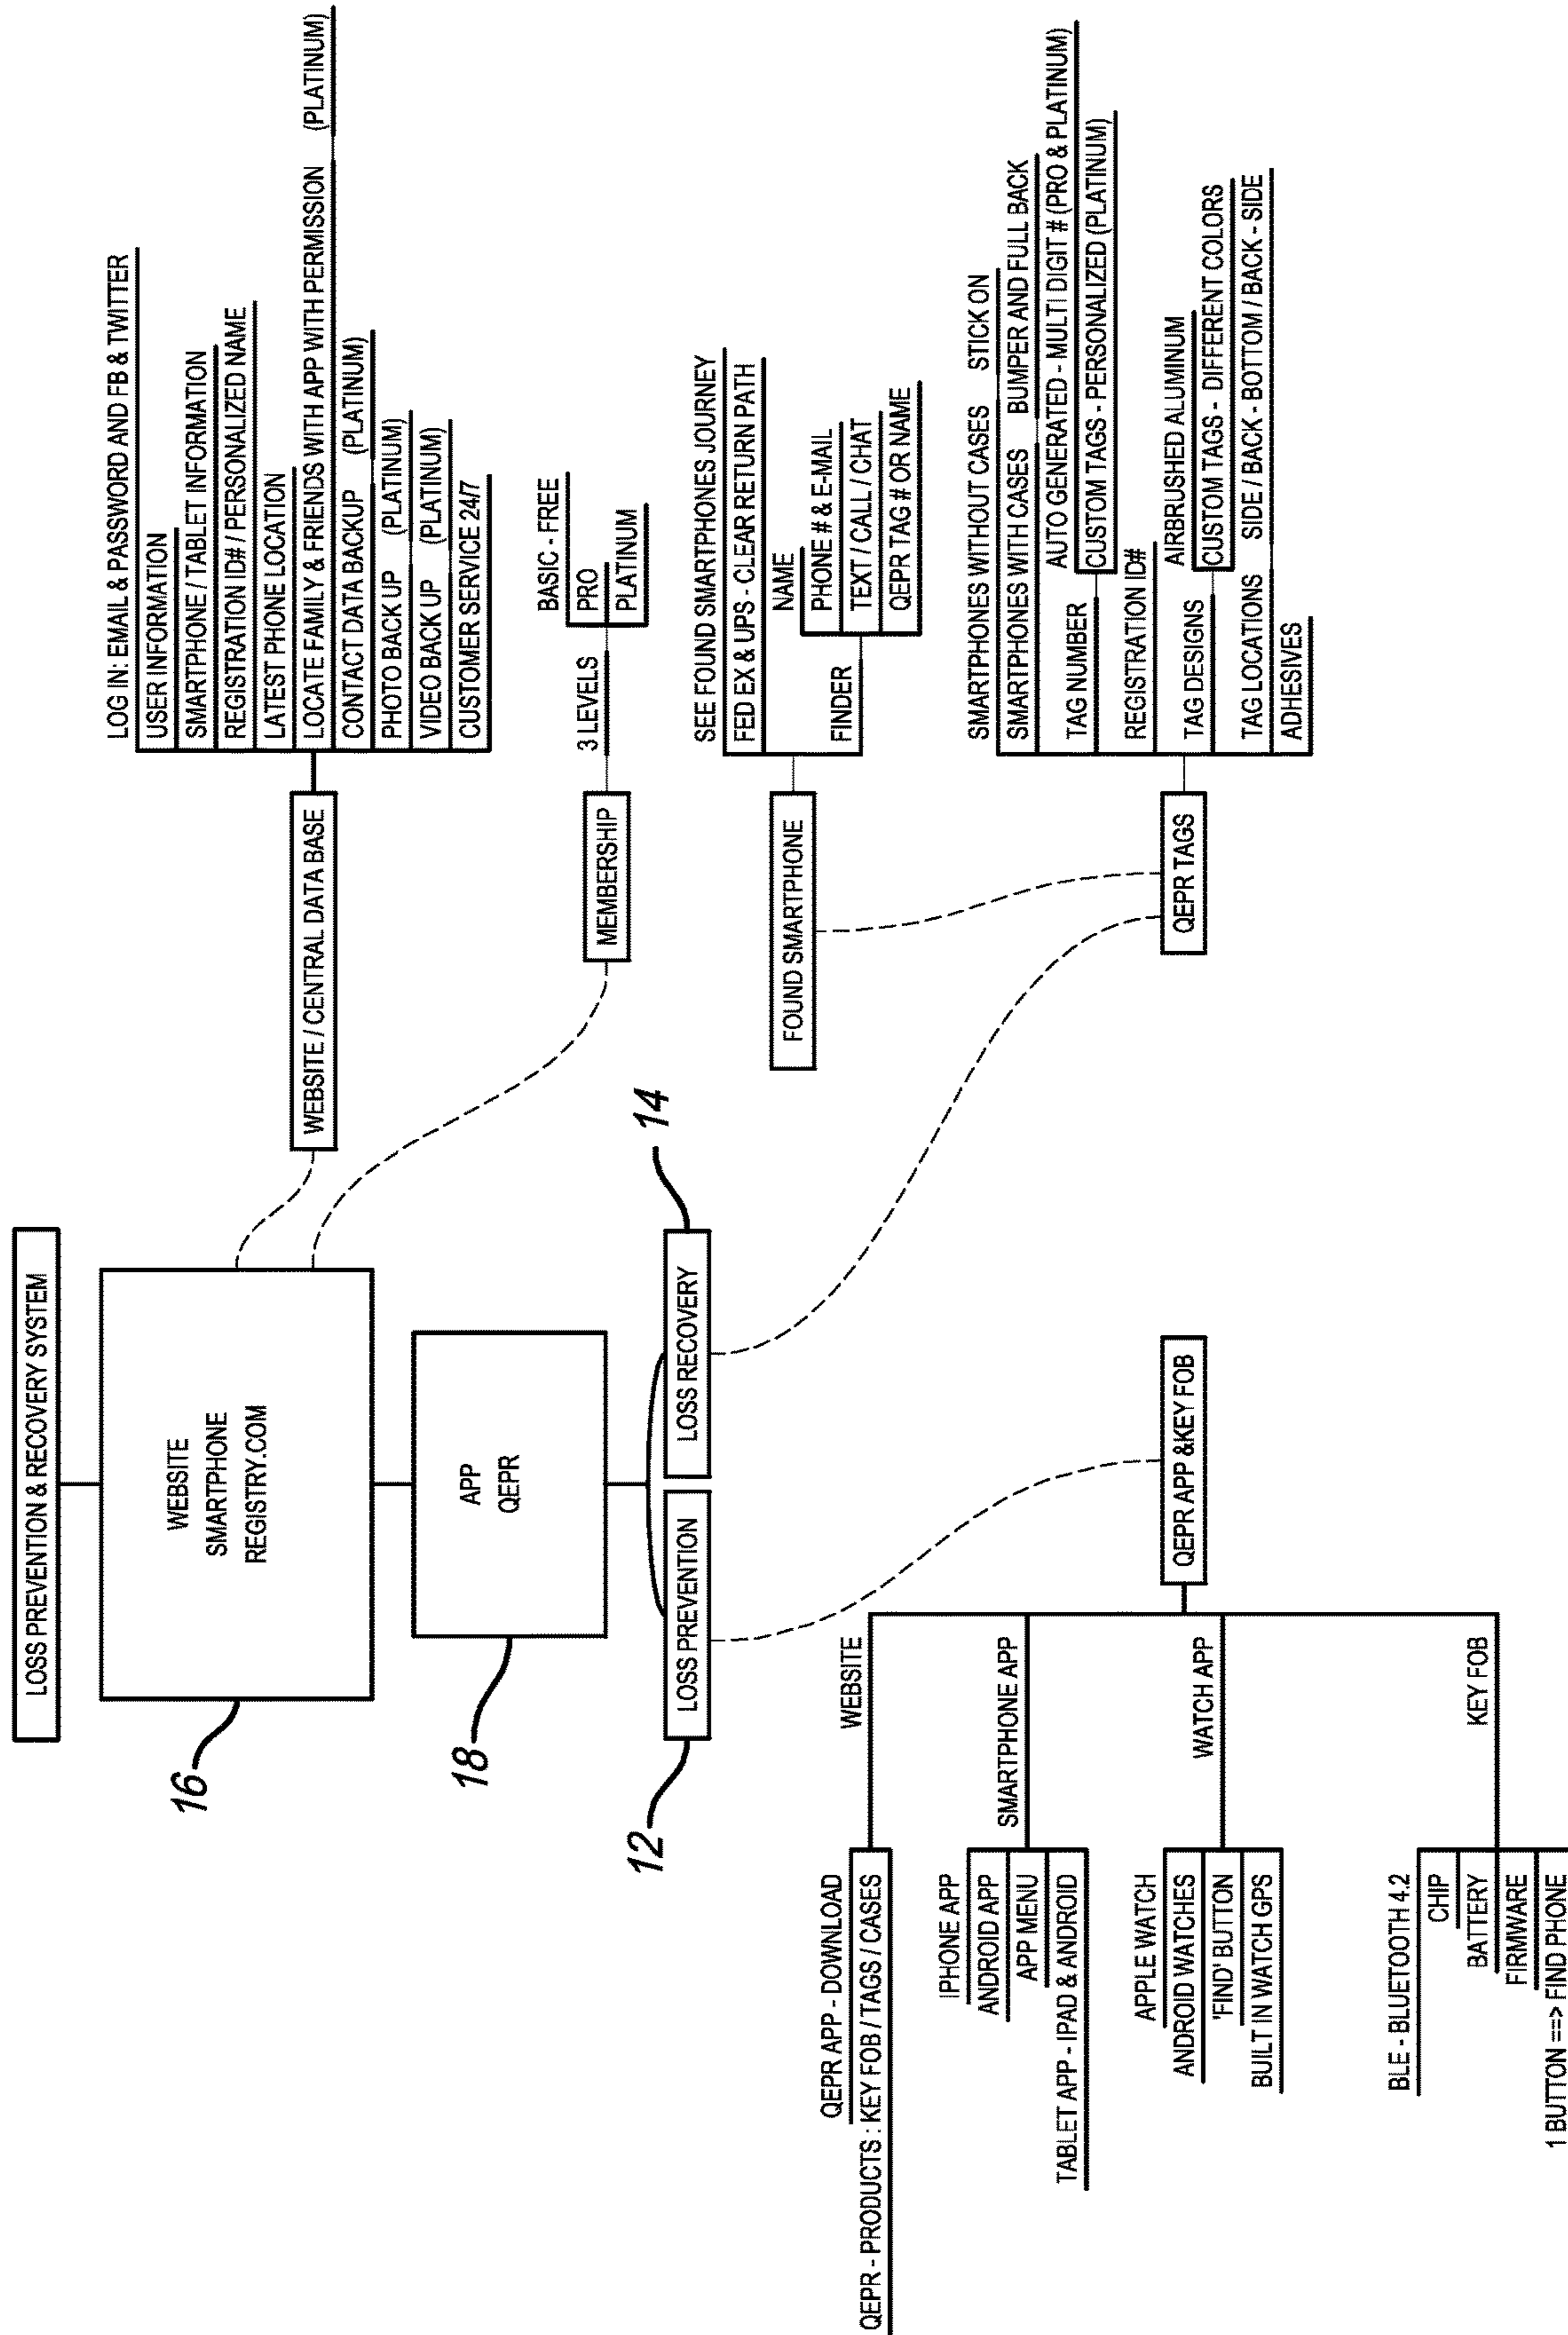 LOSS PREVENTION & RECOVERY SYSTEM
WEBSITE
SMARTPHONE
REGISTRY.COM
16
APP
QEPR
18
LOSS PREVENTION
12
LOSS RECOVERY
14
WEBSITE / CENTRAL DATA BASE
LOG IN: EMAIL & PASSWORD AND FB & TWITTER
USER INFORMATION
SMARTPHONE / TABLET INFORMATION
REGISTRATION ID# / PERSONALIZED NAME
LATEST PHONE LOCATION
LOCATE FAMILY & FRIENDS WITH APP WITH PERMISSION (PLATINUM)
CONTACT DATA BACKUP (PLATINUM)
PHOTO BACK UP (PLATINUM)
VIDEO BACK UP (PLATINUM)
CUSTOMER SERVICE 24/7
MEMBERSHIP
3 LEVELS
BASIC - FREE
PRO
PLATINUM
FOUND SMARTPHONE
SEE FOUND SMARTPHONES JOURNEY
FED EX & UPS - CLEAR RETURN PATH
FINDER
NAME
PHONE # & E-MAIL
TEXT / CALL / CHAT
QEPR TAG # OR NAME
QEPR TAGS
SMARTPHONES WITHOUT CASES STICK ON
SMARTPHONES WITH CASES BUMPER AND FULL BACK
TAG NUMBER
AUTO GENERATED - MULTI DIGIT # (PRO & PLATINUM)
CUSTOM TAGS - PERSONALIZED (PLATINUM)
REGISTRATION ID#
TAG DESIGNS
AIRBRUSHED ALUMINUM
CUSTOM TAGS - DIFFERENT COLORS
TAG LOCATIONS SIDE / BACK - BOTTOM / BACK - SIDE
ADHESIVES
QEPR APP &KEY FOB
WEBSITE
QEPR APP - DOWNLOAD
QEPR - PRODUCTS : KEY FOB / TAGS / CASES
SMARTPHONE APP
IPHONE APP
ANDROID APP
APP MENU
TABLET APP - IPAD & ANDROID
WATCH APP
APPLE WATCH
ANDROID WATCHES
'FIND' BUTTON
BUILT IN WATCH GPS
KEY FOB
BLE - BLUETOOTH 4.2
CHIP
BATTERY
FIRMWARE
1 BUTTON ==> FIND PHONE